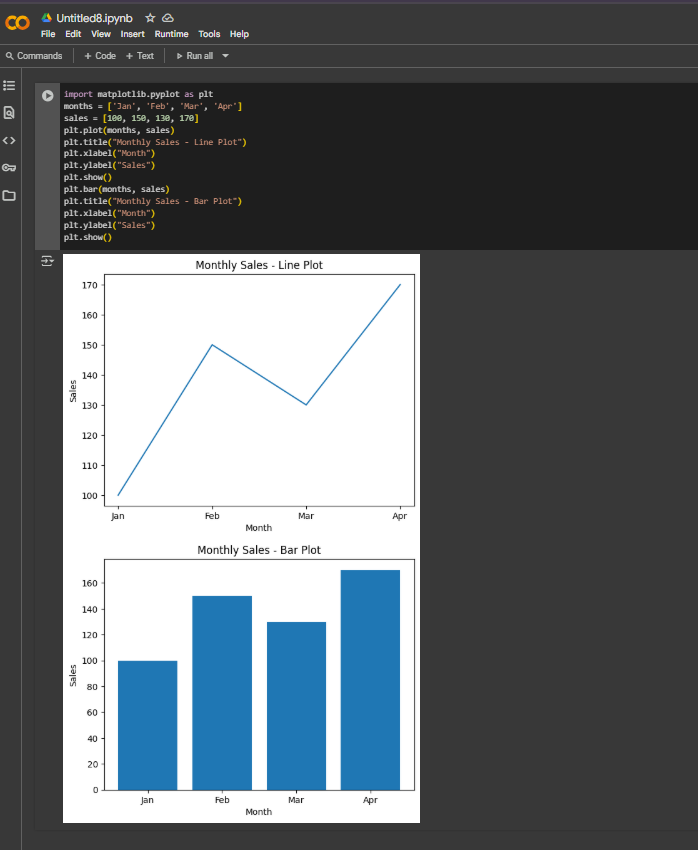 Untitled8.ipynb
File Edit View Insert Runtime Tools Help
Commands + Code + Text Run all
import matplotlib.pyplot as plt
months = ['Jan', 'Feb', 'Mar', 'Apr']
sales = [100, 150, 130, 170]
plt.plot(months, sales)
plt.title("Monthly Sales - Line Plot")
plt.xlabel("Month")
plt.ylabel("Sales")
plt.show()
plt.bar(months, sales)
plt.title("Monthly Sales - Bar Plot")
plt.xlabel("Month")
plt.ylabel("Sales")
plt.show()
Monthly Sales - Line Plot
170
160
150
140
130
120
110
100
Sales
Jan Feb Mar Apr
Month
Monthly Sales - Bar Plot
160
140
120
100
80
60
40
20
0
Sales
Jan Feb Mar Apr
Month